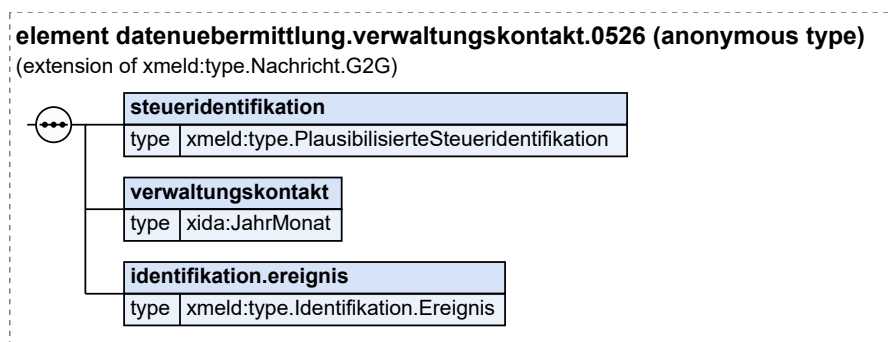 element datenuebermittlung.verwaltungskontakt.0526 (anonymous type)
(extension of xmeld:type.Nachricht.G2G)
steueridentifikation
type xmeld:type.PlausibilisierteSteueridentifikation
verwaltungskontakt
type xida:JahrMonat
identifikation.ereignis
type xmeld:type.Identifikation.Ereignis